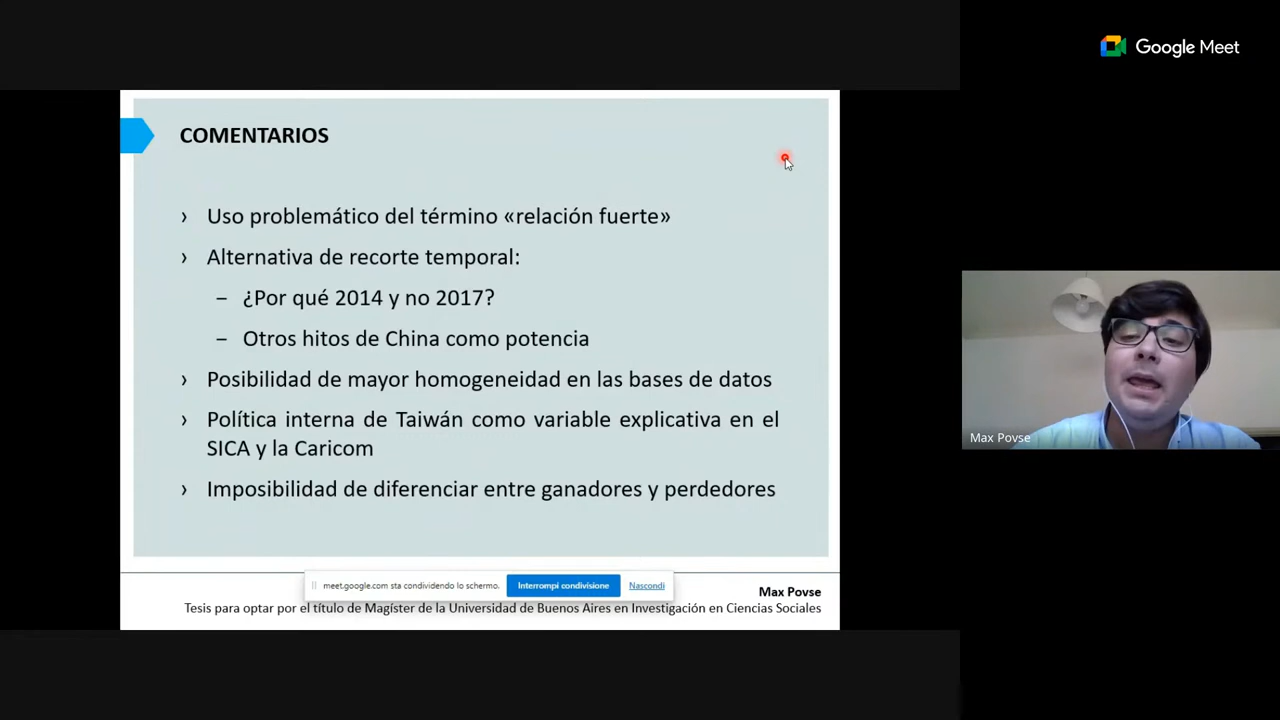 Google Meet
COMENTARIOS
› Uso problemático del término «relación fuerte»
› Alternativa de recorte temporal:
– ¿Por qué 2014 y no 2017?
– Otros hitos de China como potencia
› Posibilidad de mayor homogeneidad en las bases de datos
› Política interna de Taiwán como variable explicativa en el
SICA y la Caricom
› Imposibilidad de diferenciar entre ganadores y perdedores
Max Povse
meet.google.com sta condividendo lo schermo. Interrompi condivisione Nascondi
Max Povse
Tesis para optar por el título de Magíster de la Universidad de Buenos Aires en Investigación en Ciencias Sociales